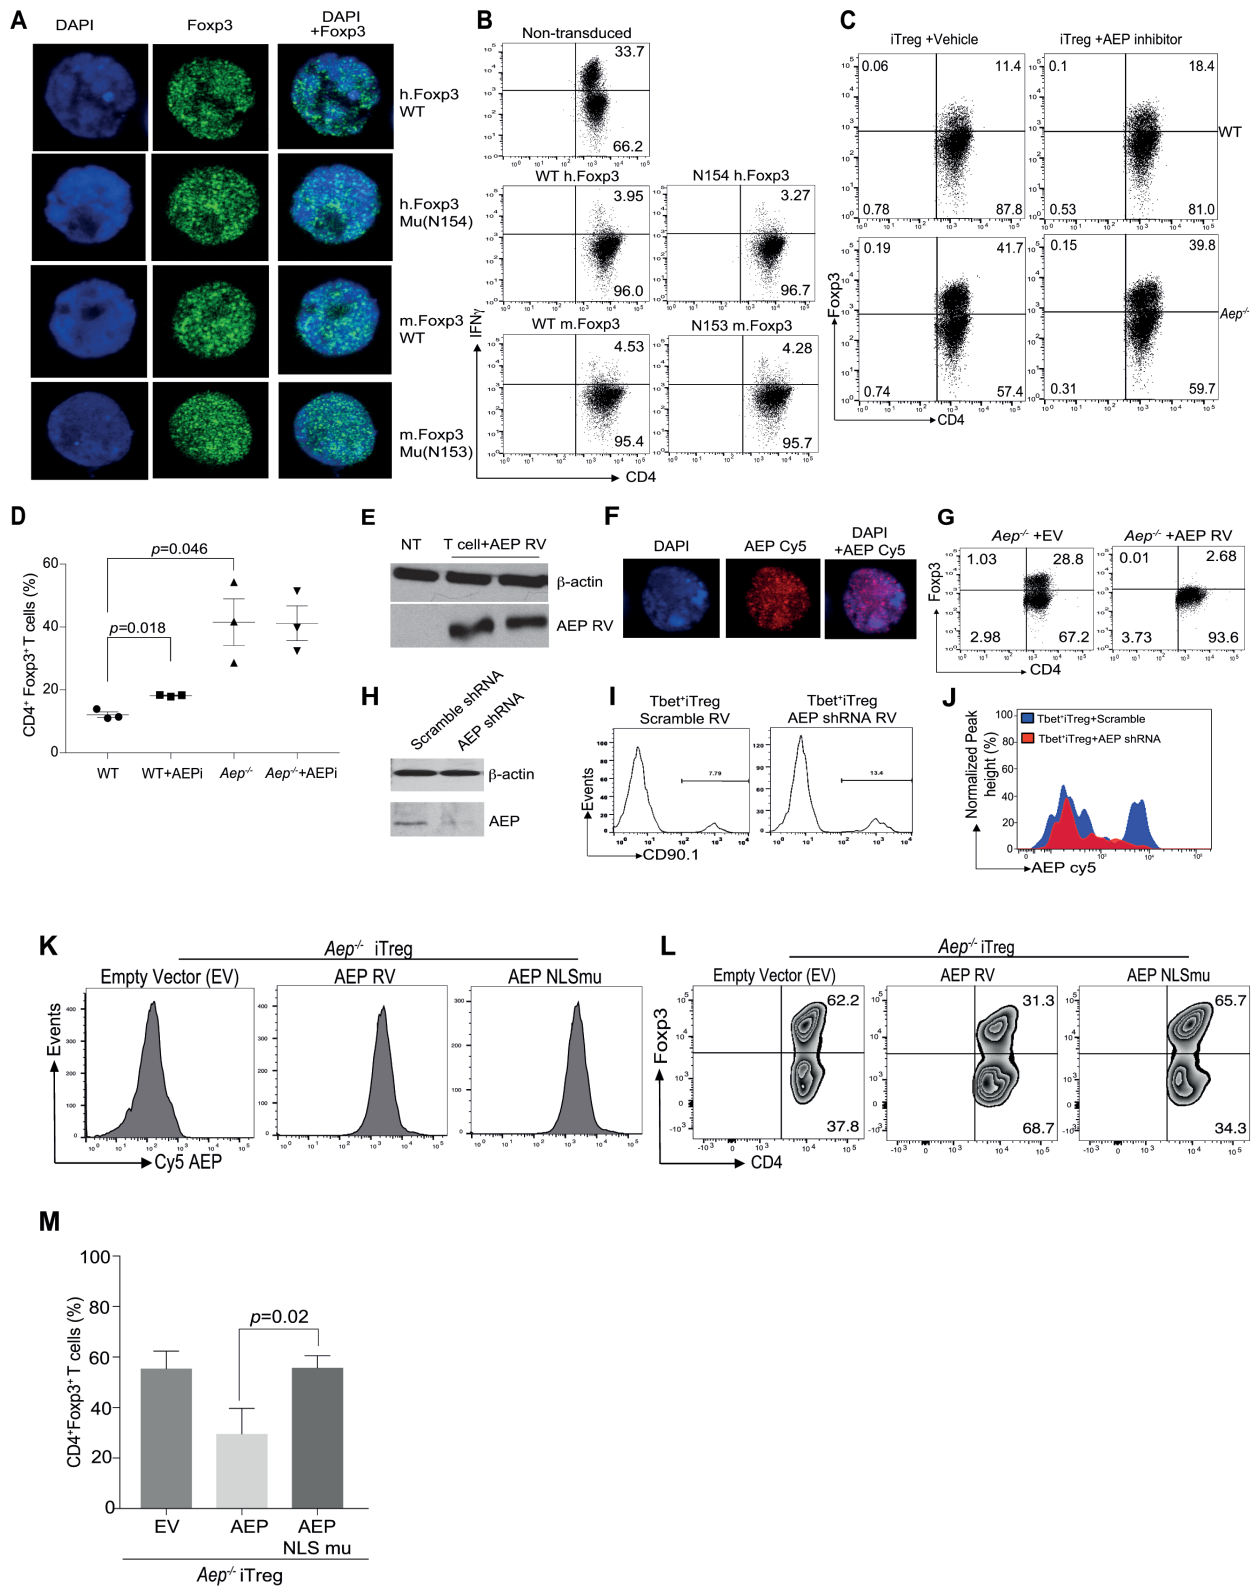 A
DAPI
Foxp3
DAPI
+Foxp3
h.Foxp3
WT
h.Foxp3
Mu(N154)
m.Foxp3
WT
m.Foxp3
Mu(N153)
B
Non-transduced
33.7
66.2
WT h.Foxp3
N154 h.Foxp3
3.95
3.27
96.0
96.7
WT m.Foxp3
N153 m.Foxp3
4.53
4.28
95.4
95.7
IFNγ
CD4
C
iTreg +Vehicle
iTreg +AEP inhibitor
0.06
11.4
0.1
18.4
WT
0.78
87.8
0.53
81.0
0.19
41.7
0.15
39.8
Aep-/-
0.74
57.4
0.31
59.7
Foxp3
CD4
D
CD4+ Foxp3+ T cells (%)
60
40
20
0
p=0.046
p=0.018
WT
WT+AEPi
Aep-/-
Aep-/-+AEPi
E
NT
T cell+AEP RV
β-actin
AEP RV
F
DAPI
AEP Cy5
DAPI
+AEP Cy5
G
Aep-/- +EV
Aep-/- +AEP RV
1.03
28.8
0.01
2.68
2.98
67.2
3.73
93.6
Foxp3
CD4
H
Scramble shRNA
AEP shRNA
β-actin
AEP
I
Tbet+iTreg
Scramble RV
Tbet+iTreg
AEP shRNA RV
7.79
13.4
Events
CD90.1
J
Tbet+iTreg+Scramble
Tbet+iTreg+AEP shRNA
Normalized Peak
height (%)
100
80
60
40
20
0
AEP cy5
K
Aep-/- iTreg
Empty Vector (EV)
AEP RV
AEP NLSmu
Events
Cy5 AEP
L
Aep-/- iTreg
Empty Vector (EV)
AEP RV
AEP NLSmu
62.2
31.3
65.7
37.8
68.7
34.3
Foxp3
CD4
M
CD4+Foxp3+ T cells (%)
100
80
60
40
20
0
p=0.02
EV
AEP
AEP
NLS mu
Aep-/- iTreg